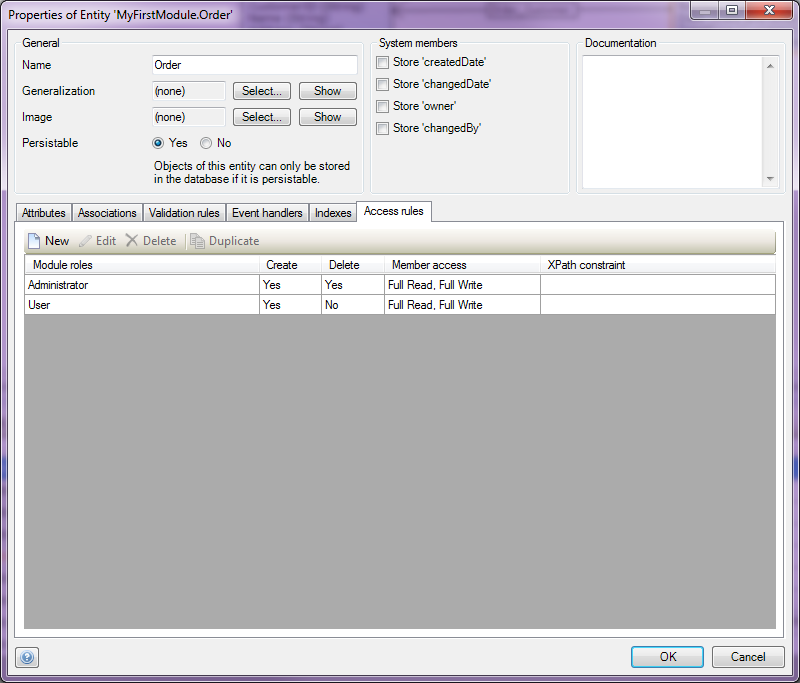 Properties of Entity 'MyFirstModule.Order'
General
Name
Order
Generalization
(none)
Select...
Show
Image
(none)
Select...
Show
Persistable
Yes
No
Objects of this entity can only be stored
in the database if it is persistable.
System members
Store 'createdDate'
Store 'changedDate'
Store 'owner'
Store 'changedBy'
Documentation
Attributes Associations Validation rules Event handlers Indexes Access rules
New Edit Delete Duplicate
Module roles Create Delete Member access XPath constraint
Administrator Yes Yes Full Read, Full Write
User Yes No Full Read, Full Write
OK Cancel